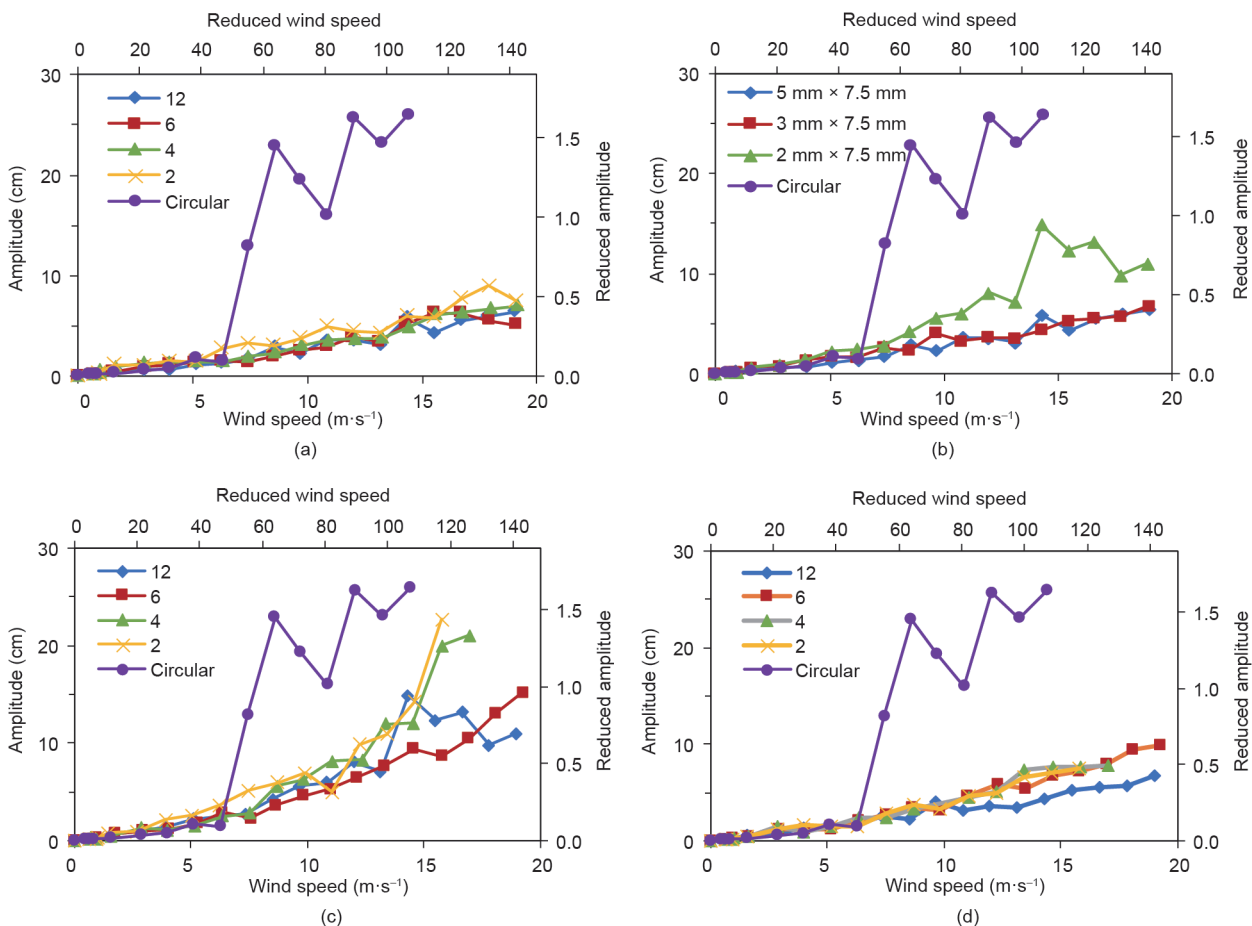 Reduced wind speed
0 20 40 60 80 100 120 140
30
20
10
0
Amplitude (cm)
12
6
4
2
Circular
1.5
1.0
0.5
0.0
Reduced amplitude
0 5 10 15 20
Wind speed (m·s⁻¹)
(a)
Reduced wind speed
0 20 40 60 80 100 120 140
30
20
10
0
Amplitude (cm)
5 mm × 7.5 mm
3 mm × 7.5 mm
2 mm × 7.5 mm
Circular
1.5
1.0
0.5
0.0
Reduced amplitude
0 5 10 15 20
Wind speed (m·s⁻¹)
(b)
Reduced wind speed
0 20 40 60 80 100 120 140
30
20
10
0
Amplitude (cm)
12
6
4
2
Circular
1.5
1.0
0.5
0.0
Reduced amplitude
0 5 10 15 20
Wind speed (m·s⁻¹)
(c)
Reduced wind speed
0 20 40 60 80 100 120 140
30
20
10
0
Amplitude (cm)
12
6
4
2
Circular
1.5
1.0
0.5
0.0
Reduced amplitude
0 5 10 15 20
Wind speed (m·s⁻¹)
(d)